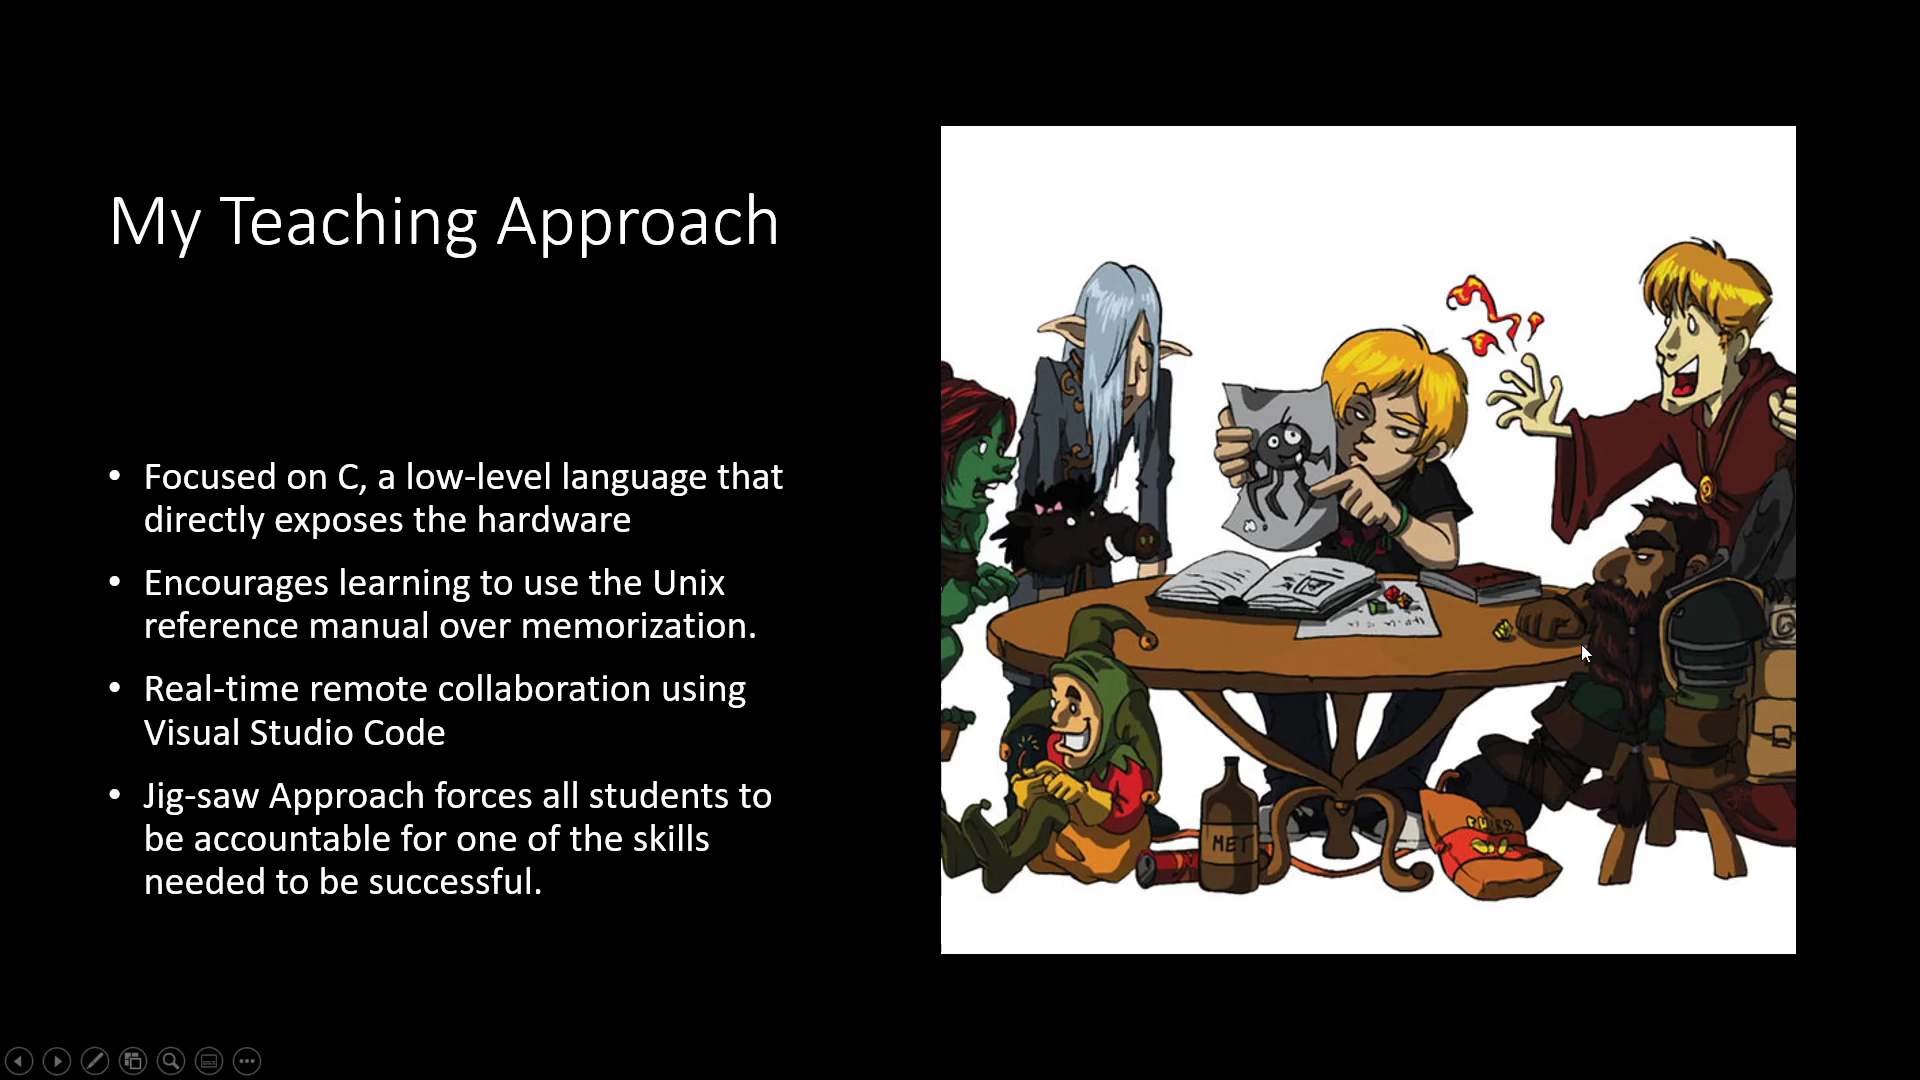 My Teaching Approach
• Focused on C, a low-level language that
directly exposes the hardware
• Encourages learning to use the Unix
reference manual over memorization.
• Real-time remote collaboration using
Visual Studio Code
• Jig-saw Approach forces all students to
be accountable for one of the skills
needed to be successful.
MET